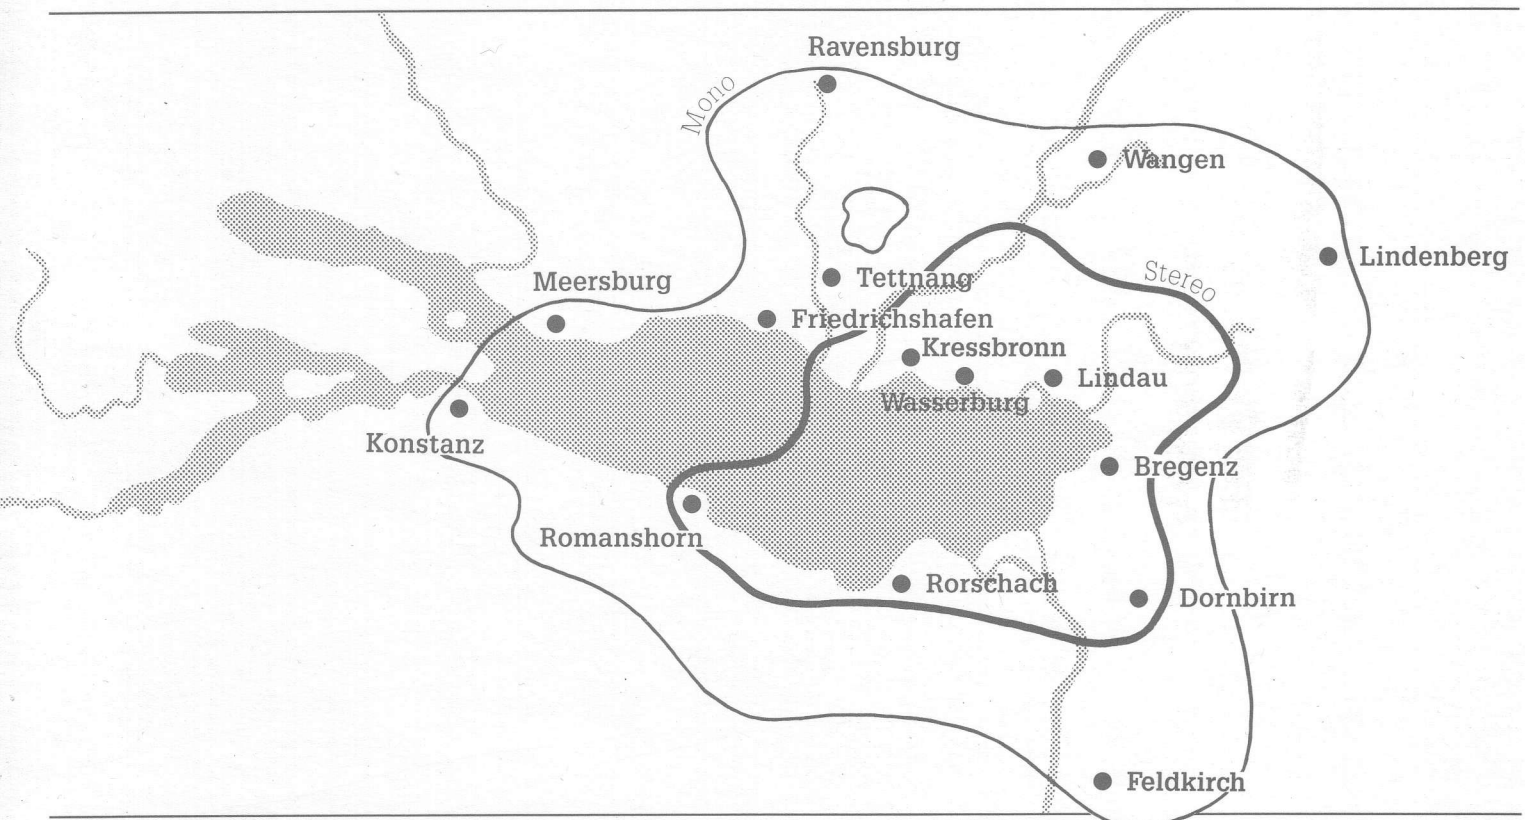 Ravensburg
Mono
Wangen
Lindenberg
Tettnang
Stereo
Meersburg
Friedrichshafen
Kressbronn
Lindau
Wasserburg
Konstanz
Bregenz
Romanshorn
Rorschach
Dornbirn
Feldkirch